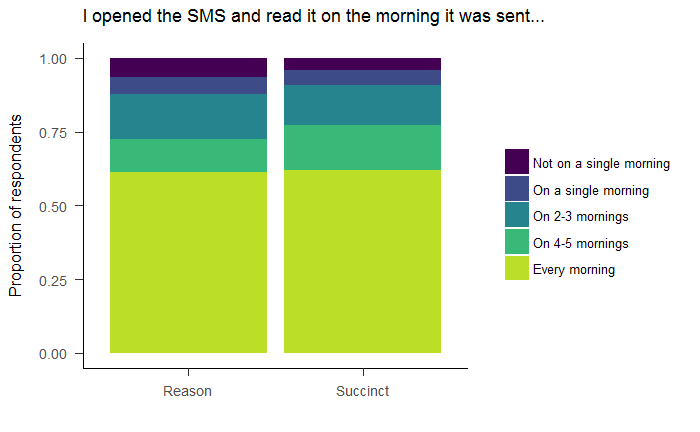 I opened the SMS and read it on the morning it was sent...
Proportion of respondents
1.00
0.75
0.50
0.25
0.00
Reason
Succinct
Not on a single morning
On a single morning
On 2-3 mornings
On 4-5 mornings
Every morning